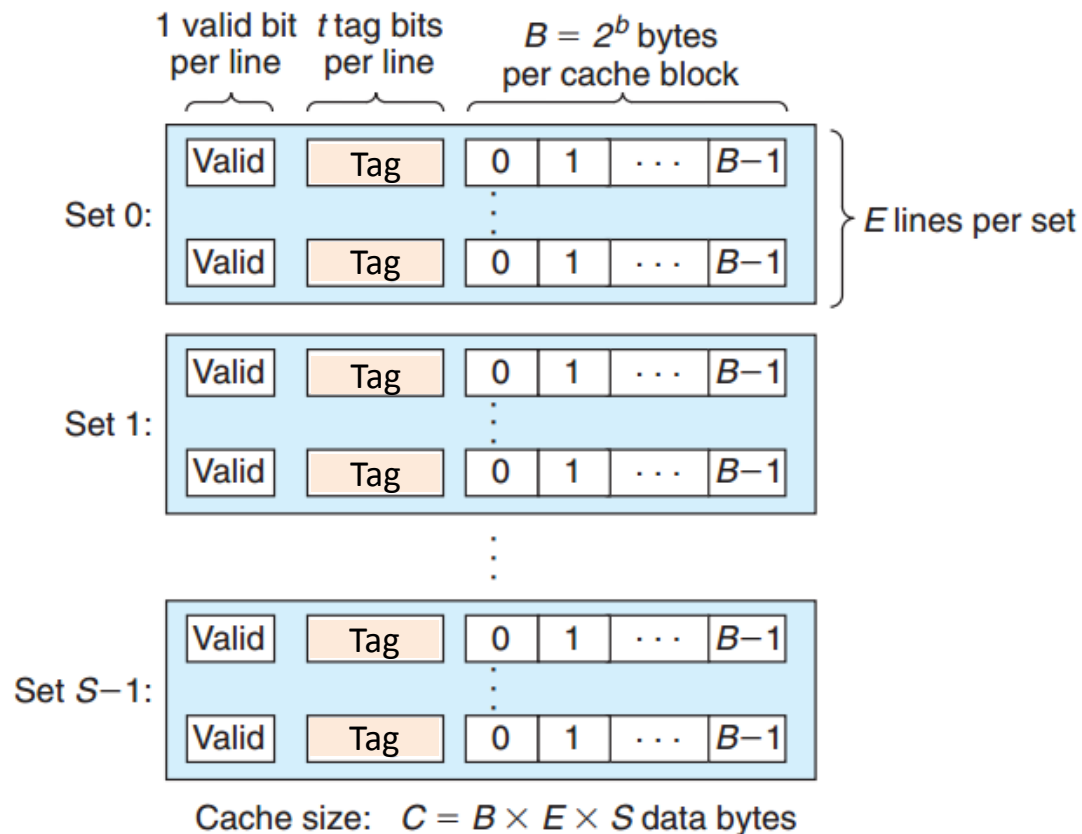 1 valid bit per line
t tag bits per line
B = 2^b bytes per cache block
Set 0:
Valid Tag 0 1 ··· B−1
Valid Tag 0 1 ··· B−1
E lines per set
Set 1:
Valid Tag 0 1 ··· B−1
Valid Tag 0 1 ··· B−1
Set S−1:
Valid Tag 0 1 ··· B−1
Valid Tag 0 1 ··· B−1
Cache size: C = B × E × S data bytes